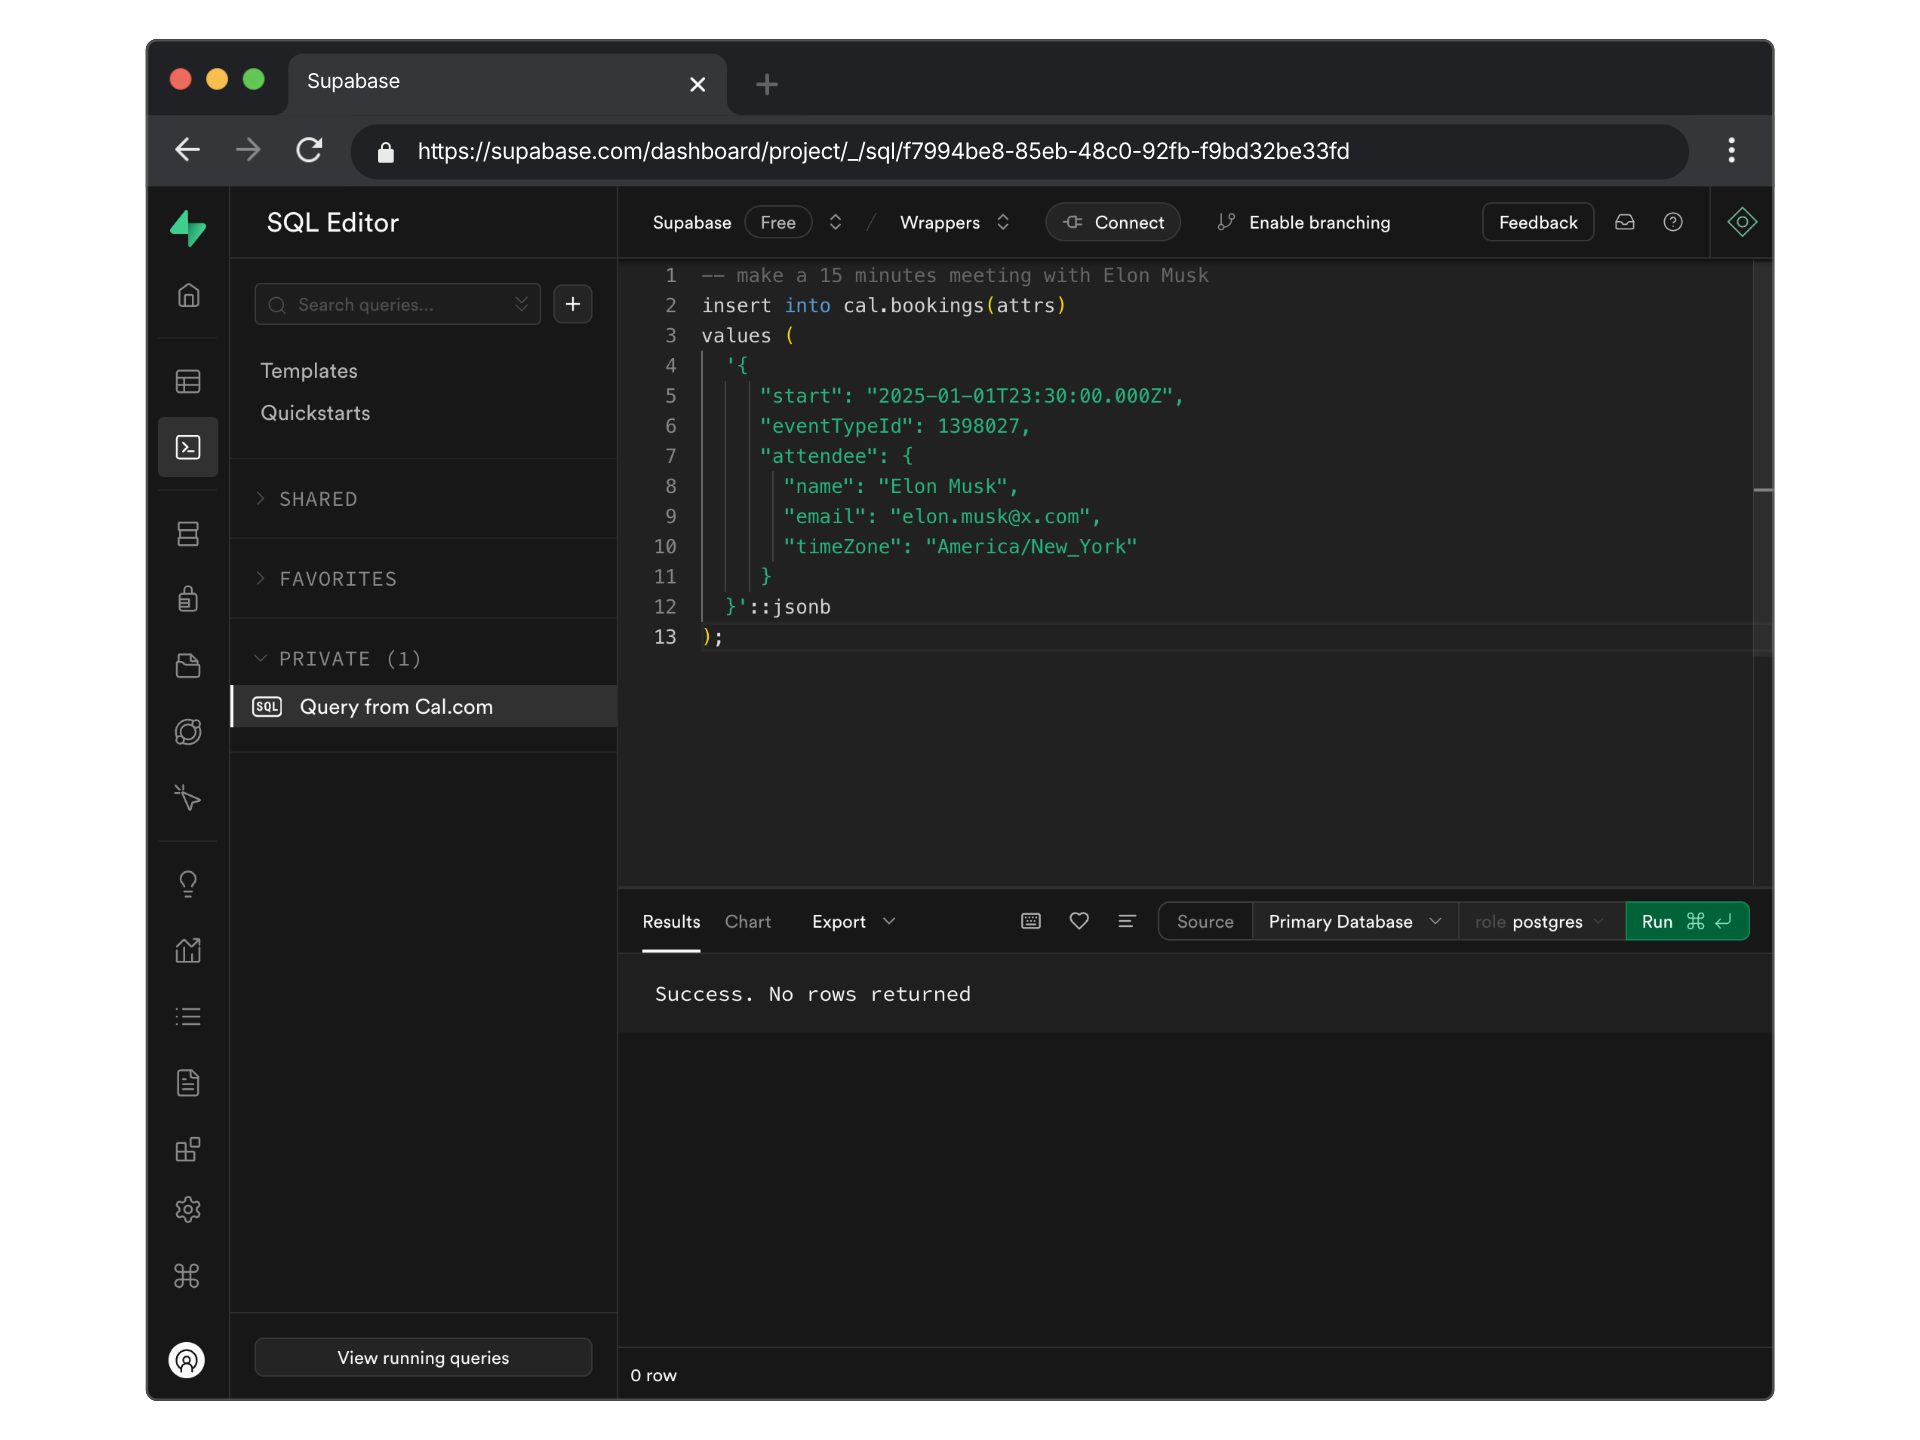 Supabase
https://supabase.com/dashboard/project/_/sql/f7994be8-85eb-48c0-92fb-f9bd32be33fd
SQL Editor
Supabase Free / Wrappers Connect Enable branching Feedback
Search queries...
Templates
Quickstarts
SHARED
FAVORITES
PRIVATE (1)
SQL Query from Cal.com
View running queries
1 -- make a 15 minutes meeting with Elon Musk
2 insert into cal.bookings(attrs)
3 values (
4 '{
5 "start": "2025-01-01T23:30:00.000Z",
6 "eventTypeId": 1398027,
7 "attendee": {
8 "name": "Elon Musk",
9 "email": "elon.musk@x.com",
10 "timeZone": "America/New_York"
11 }
12 }'::jsonb
13 );
Results Chart Export Source Primary Database role postgres Run ⌘ ↵
Success. No rows returned
0 row